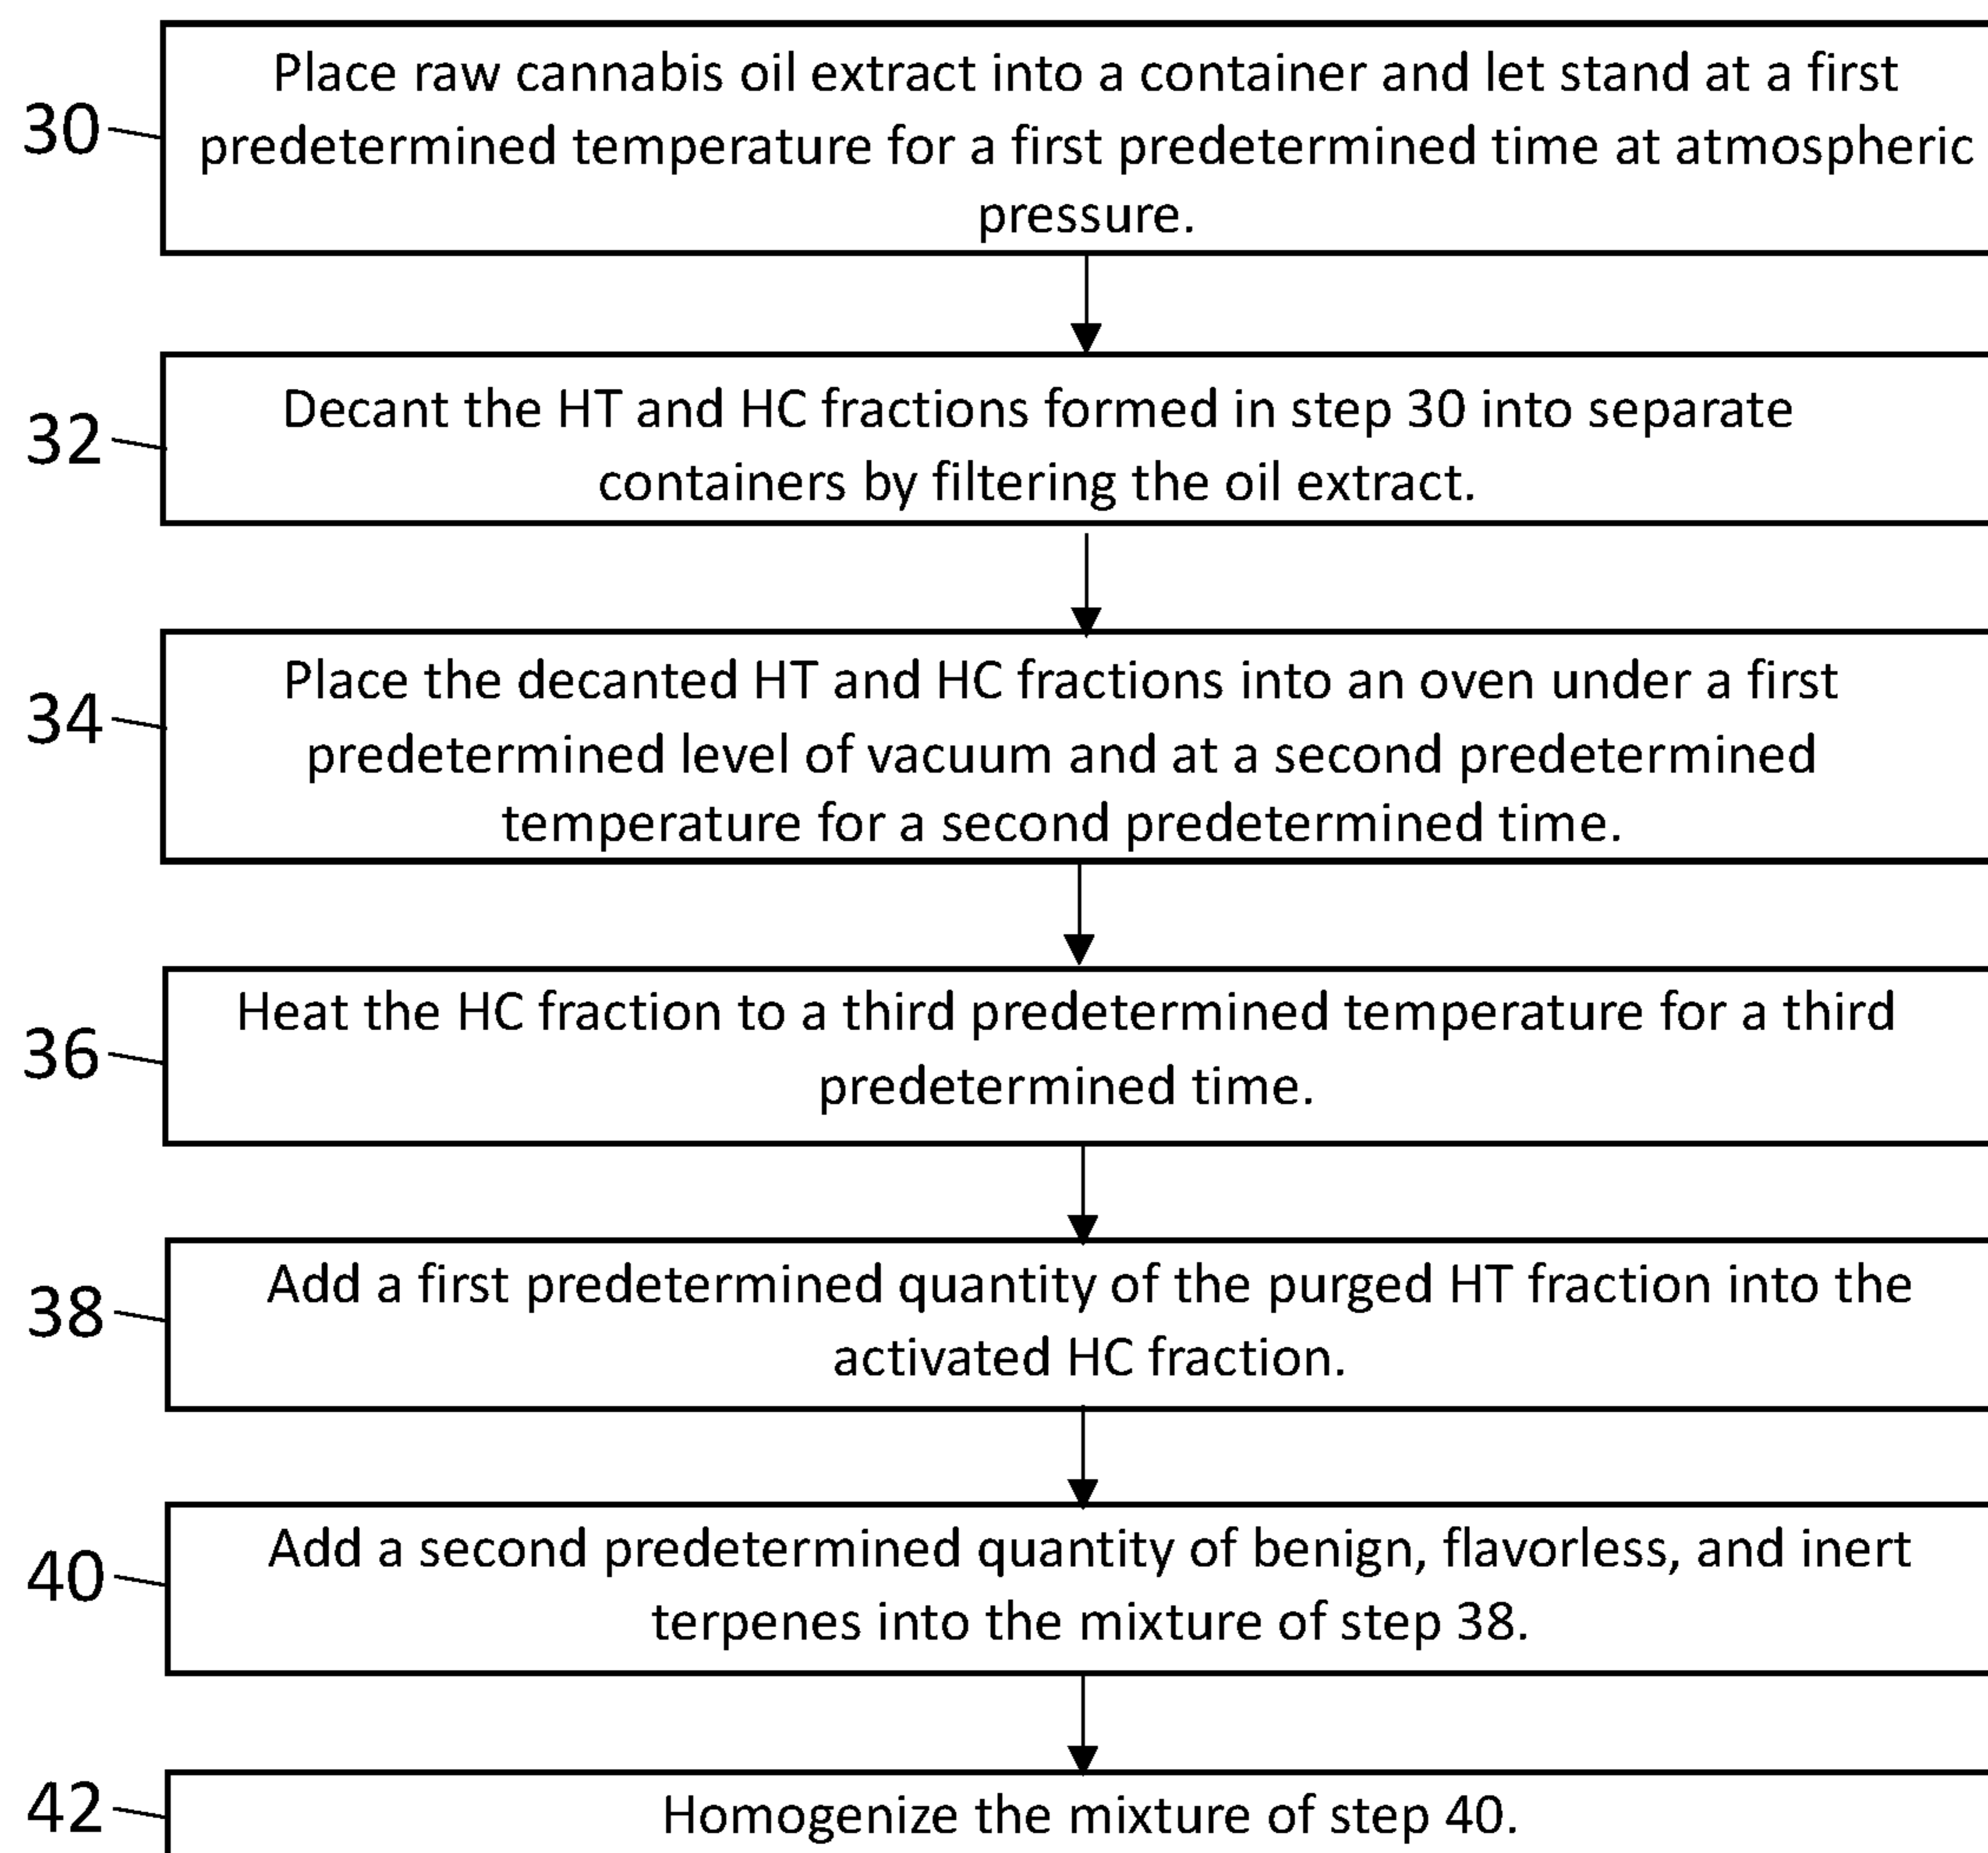 Place raw cannabis oil extract into a container and let stand at a first
30
predetermined temperature for a first predetermined time at atmospheric
pressure.
Decant the HT and HC fractions formed in step 30 into separate
32
containers by filtering the oil extract.
Place the decanted HT and HC fractions into an oven under a first
34
predetermined level of vacuum and at a second predetermined
temperature for a second predetermined time.
Heat the HC fraction to a third predetermined temperature for a third
36
predetermined time.
Add a first predetermined quantity of the purged HT fraction into the
38
activated HC fraction.
Add a second predetermined quantity of benign, flavorless, and inert
40
terpenes into the mixture of step 38.
42
Homogenize the mixture of step 40.